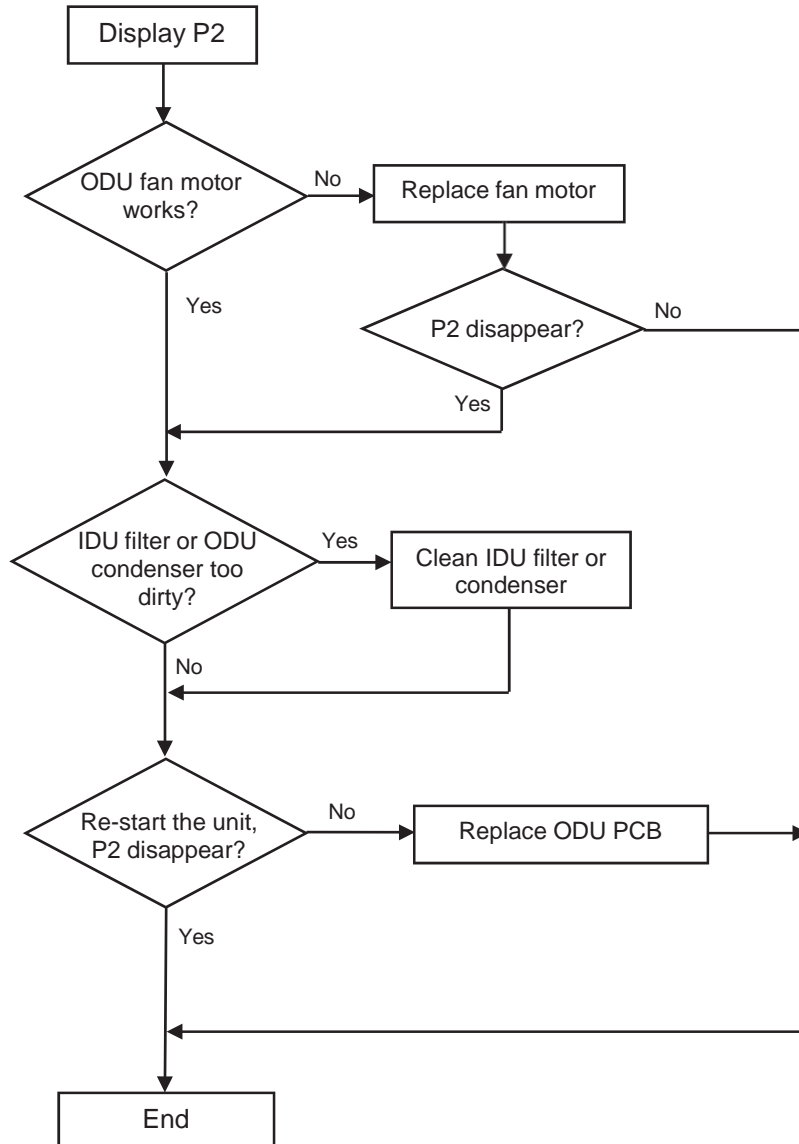 Display P2
ODU fan motor
works?
No
Replace fan motor
Yes
P2 disappear?
No
Yes
IDU filter or ODU
condenser too
dirty?
Yes
Clean IDU filter or
condenser
No
Re-start the unit,
P2 disappear?
No
Replace ODU PCB
Yes
End